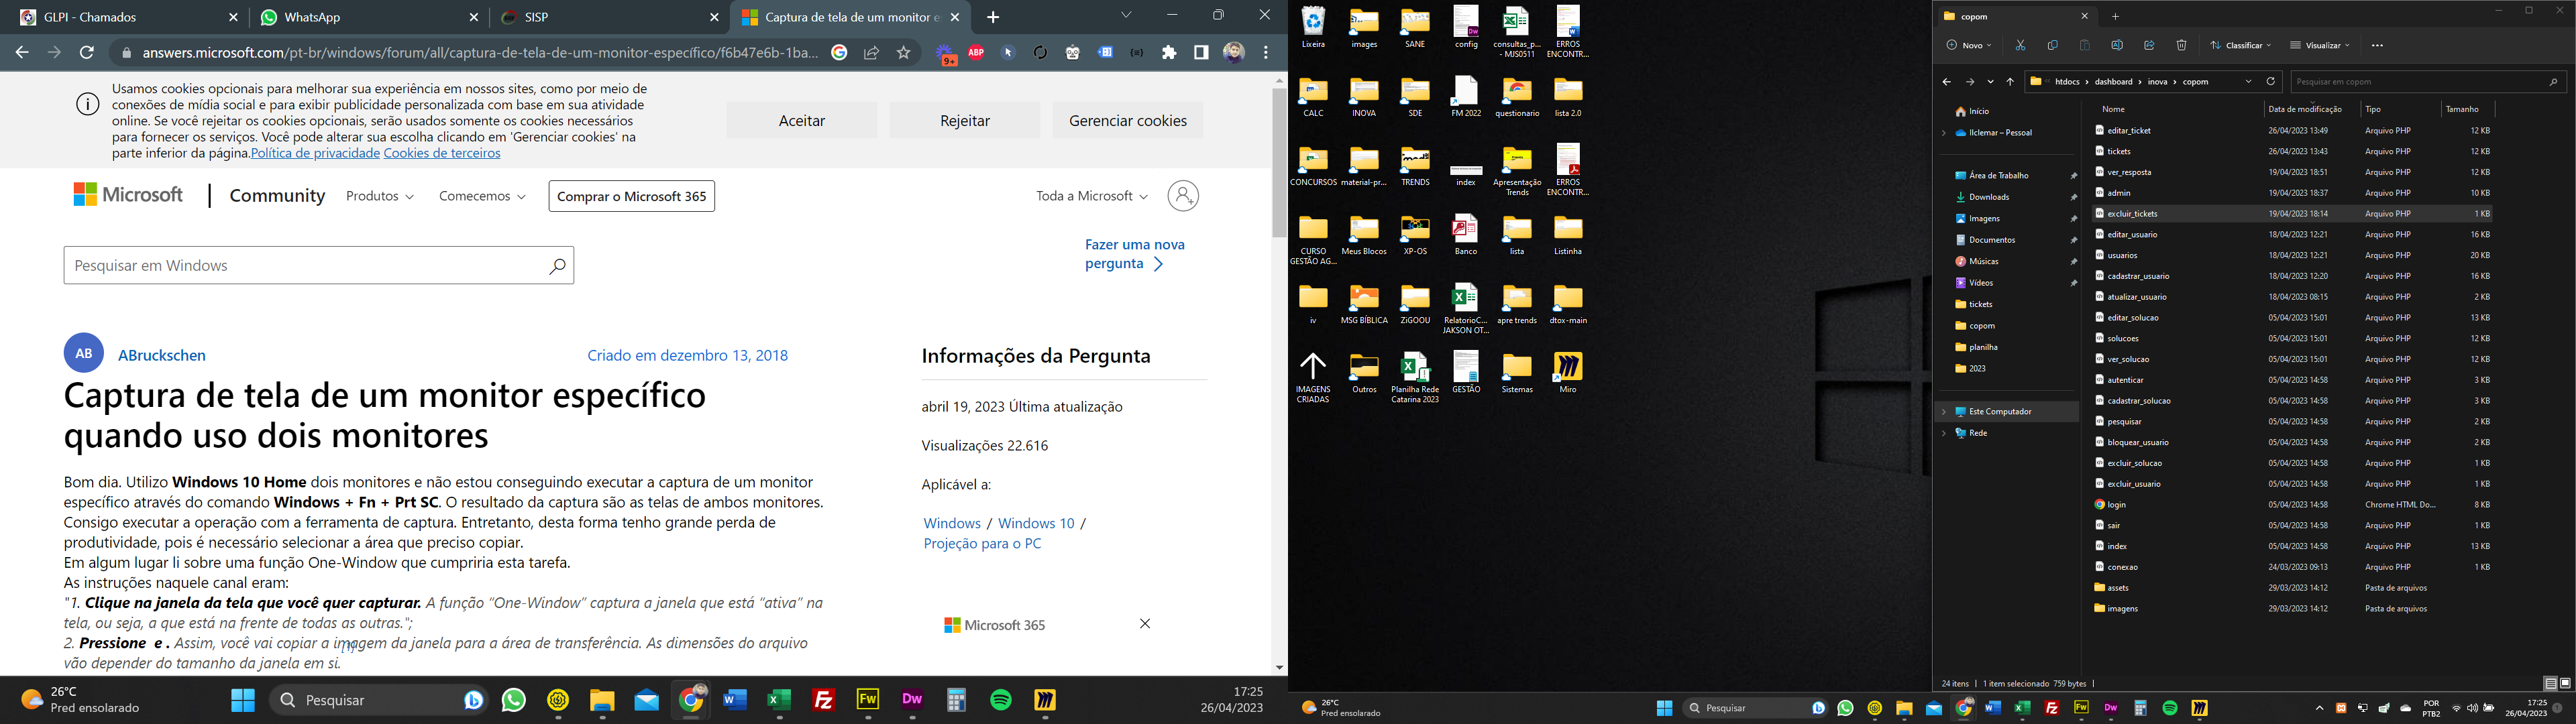 GLPI - Chamados
WhatsApp
SISP
Captura de tela de um monitor e
answers.microsoft.com/pt-br/windows/forum/all/captura-de-tela-de-um-monitor-específico/f6b47e6b-1ba...
9+
ABP
Usamos cookies opcionais para melhorar sua experiência em nossos sites, como por meio de
conexões de mídia social e para exibir publicidade personalizada com base em sua atividade
online. Se você rejeitar os cookies opcionais, serão usados somente os cookies necessários
para fornecer os serviços. Você pode alterar sua escolha clicando em 'Gerenciar cookies' na
parte inferior da página.Política de privacidade Cookies de terceiros
Aceitar
Rejeitar
Gerenciar cookies
Microsoft
Community
Produtos
Comecemos
Comprar o Microsoft 365
Toda a Microsoft
Pesquisar em Windows
Fazer uma nova
pergunta
AB
ABruckschen
Criado em dezembro 13, 2018
Captura de tela de um monitor específico
quando uso dois monitores
Bom dia. Utilizo Windows 10 Home dois monitores e não estou conseguindo executar a captura de um monitor
específico através do comando Windows + Fn + Prt SC. O resultado da captura são as telas de ambos monitores.
Consigo executar a operação com a ferramenta de captura. Entretanto, desta forma tenho grande perda de
produtividade, pois é necessário selecionar a área que preciso copiar.
Em algum lugar li sobre uma função One-Window que cumpriria esta tarefa.
As instruções naquele canal eram:
"1. Clique na janela da tela que você quer capturar. A função “One-Window” captura a janela que está “ativa” na
tela, ou seja, a que está na frente de todas as outras.";
2. Pressione e . Assim, você vai copiar a imagem da janela para a área de transferência. As dimensões do arquivo
vão depender do tamanho da janela em si.
Informações da Pergunta
abril 19, 2023 Última atualização
Visualizações 22.616
Aplicável a:
Windows / Windows 10 /
Projeção para o PC
Microsoft 365
26°C
Pred ensolarado
Pesquisar
17:25
26/04/2023
Lixeira
images
SANE
config
consultas_p...
- MJS0511
ERROS
ENCONTR...
CALC
INOVA
SDE
FM 2022
questionario
lista 2.0
CONCURSOS
material-pr...
TRENDS
index
Apresentação
Trends
ERROS
ENCONTR...
CURSO
GESTÃO AG...
Meus Blocos
XP-OS
Banco
lista
Listinha
iv
MSG BÍBLICA
ZiGOOU
RelatorioC...
JAKSON OT...
apre trends
dtox-main
IMAGENS
CRIADAS
Outros
Planilha Rede
Catarina 2023
GESTÃO
Sistemas
Miro
copom
Novo
Classificar
Visualizar
htdocs > dashboard > inova > copom
Pesquisar em copom
Início
Ilclemar – Pessoal
Área de Trabalho
Downloads
Imagens
Documentos
Músicas
Vídeos
tickets
copom
planilha
2023
Este Computador
Rede
Nome Data de modificação Tipo Tamanho
editar_ticket 26/04/2023 13:49 Arquivo PHP 12 KB
tickets 26/04/2023 13:43 Arquivo PHP 12 KB
ver_resposta 19/04/2023 18:51 Arquivo PHP 12 KB
admin 19/04/2023 18:37 Arquivo PHP 10 KB
excluir_tickets 19/04/2023 18:14 Arquivo PHP 1 KB
editar_usuario 18/04/2023 12:21 Arquivo PHP 16 KB
usuarios 18/04/2023 12:21 Arquivo PHP 20 KB
cadastrar_usuario 18/04/2023 12:20 Arquivo PHP 16 KB
atualizar_usuario 18/04/2023 08:15 Arquivo PHP 2 KB
editar_solucao 05/04/2023 15:01 Arquivo PHP 13 KB
solucoes 05/04/2023 15:01 Arquivo PHP 12 KB
ver_solucao 05/04/2023 15:01 Arquivo PHP 12 KB
autenticar 05/04/2023 14:58 Arquivo PHP 3 KB
cadastrar_solucao 05/04/2023 14:58 Arquivo PHP 3 KB
pesquisar 05/04/2023 14:58 Arquivo PHP 2 KB
bloquear_usuario 05/04/2023 14:58 Arquivo PHP 2 KB
excluir_solucao 05/04/2023 14:58 Arquivo PHP 1 KB
excluir_usuario 05/04/2023 14:58 Arquivo PHP 1 KB
login 05/04/2023 14:58 Chrome HTML Do... 8 KB
sair 05/04/2023 14:58 Arquivo PHP 1 KB
index 05/04/2023 14:58 Arquivo PHP 13 KB
conexao 24/03/2023 09:13 Arquivo PHP 1 KB
assets 29/03/2023 14:12 Pasta de arquivos
imagens 29/03/2023 14:12 Pasta de arquivos
24 itens 1 item selecionado 759 bytes
26°C
Pred ensolarado
Pesquisar
POR
PTB2
17:25
26/04/2023